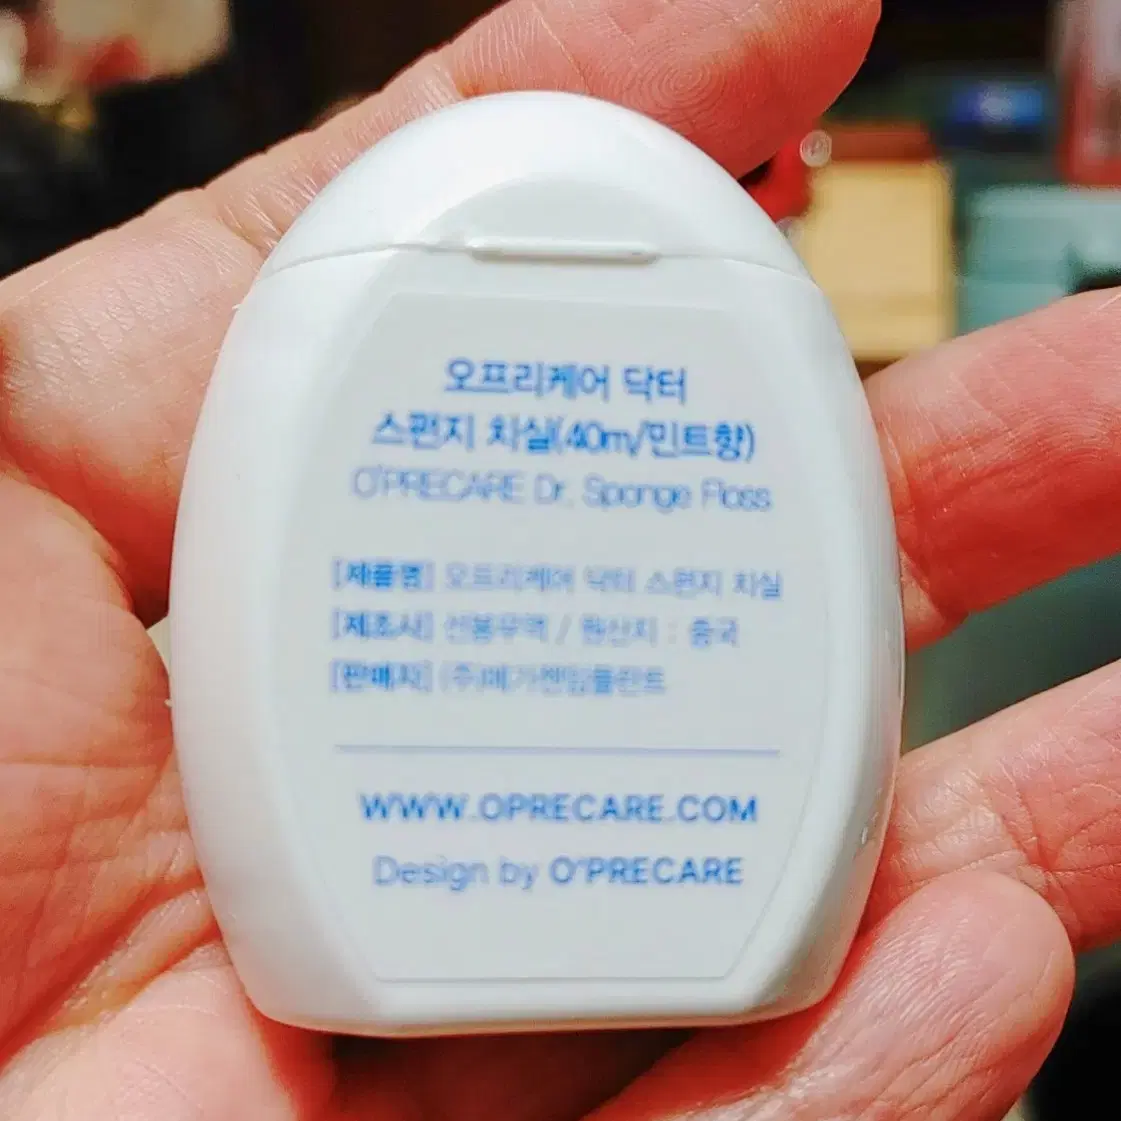 오프리케어 닥터
스펀지 치실(40m/민트향)
O'PRECARE Dr. Sponge Floss
[제품명] 오프리케어 닥터 스펀지 치실
[제조사] 선봉무역 / 원산지 : 중국
[판매자] (주)메가젠임플란트
WWW.OPRECARE.COM
Design by O'PRECARE